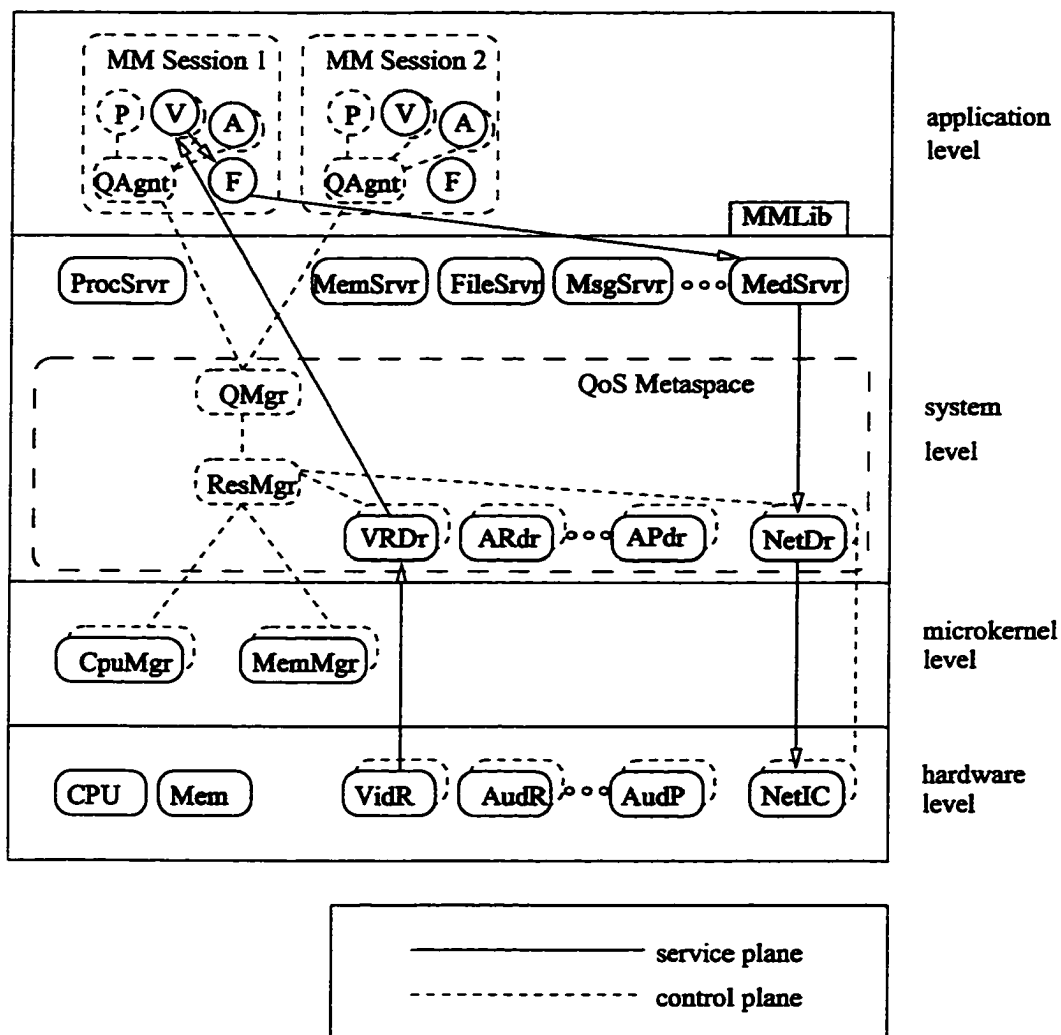 MM Session 1 MM Session 2
P V A P V A
QAgnt F QAgnt F
application
level
MMLib
ProcSrvr MemSrvr FileSrvr MsgSrvr MedSrvr
QMgr QoS Metaspace
system
level
ResMgr
VRDr ARdr APdr NetDr
microkernel
level
CpuMgr MemMgr
hardware
level
CPU Mem VidR AudR AudP NetIC
service plane
control plane